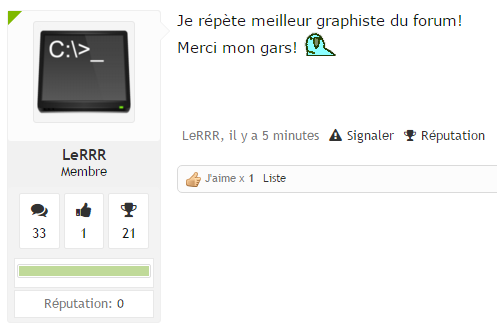 Je répète meilleur graphiste du forum!
Merci mon gars!
C:\>_
LeRRR
Membre
33 1 21
Réputation: 0
LeRRR, il y a 5 minutes Signaler Réputation
J'aime x 1 Liste